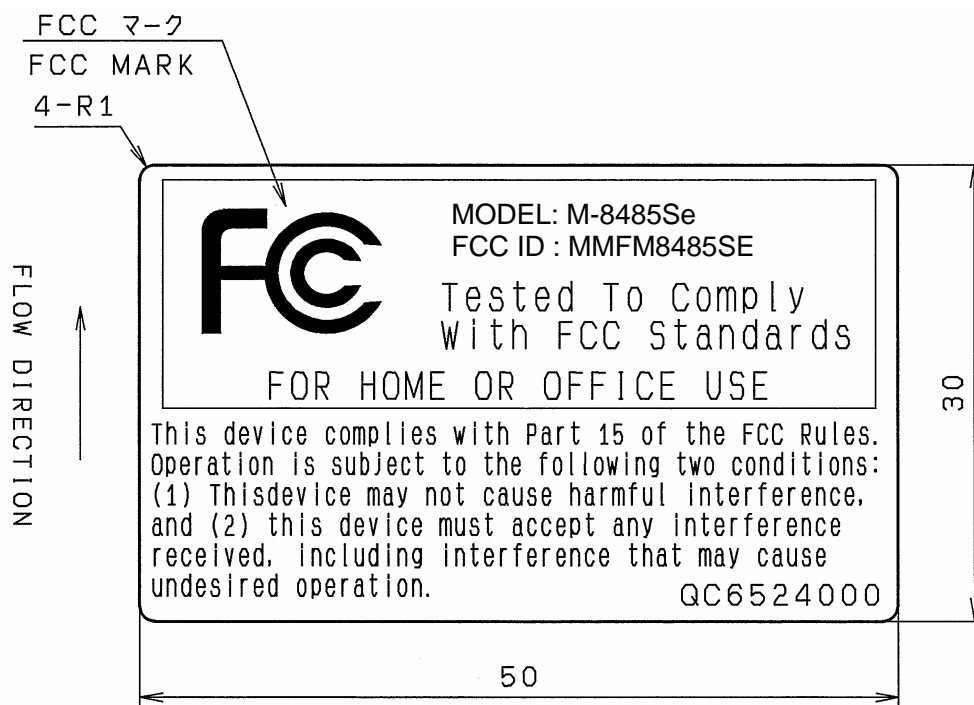 FCC マーク
FCC MARK
4-R1
FLOW DIRECTION
FCC
MODEL: M-8485Se
FCC ID : MMFM8485SE
Tested To Comply
With FCC Standards
FOR HOME OR OFFICE USE
This device complies with Part 15 of the FCC Rules.
Operation is subject to the following two conditions:
(1) Thisdevice may not cause harmful interference,
and (2) this device must accept any interference
received, including interference that may cause
undesired operation.
QC6524000
30
50